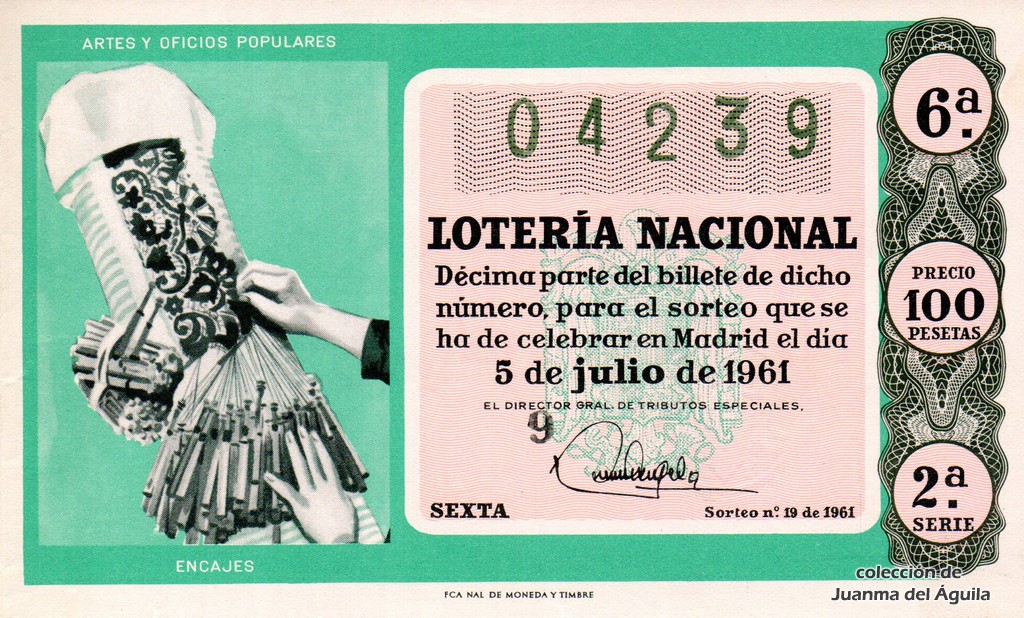 ARTES Y OFICIOS POPULARES
ENCAJES
04239
LOTERÍA NACIONAL
Décima parte del billete de dicho
número, para el sorteo que se
ha de celebrar en Madrid el día
5 de julio de 1961
EL DIRECTOR GRAL. DE TRIBUTOS ESPECIALES,
9
SEXTA
Sorteo nº. 19 de 1961
6ª.
PRECIO
100
PESETAS
2ª.
SERIE
FCA NAL DE MONEDA Y TIMBRE
colección de
Juanma del Águila